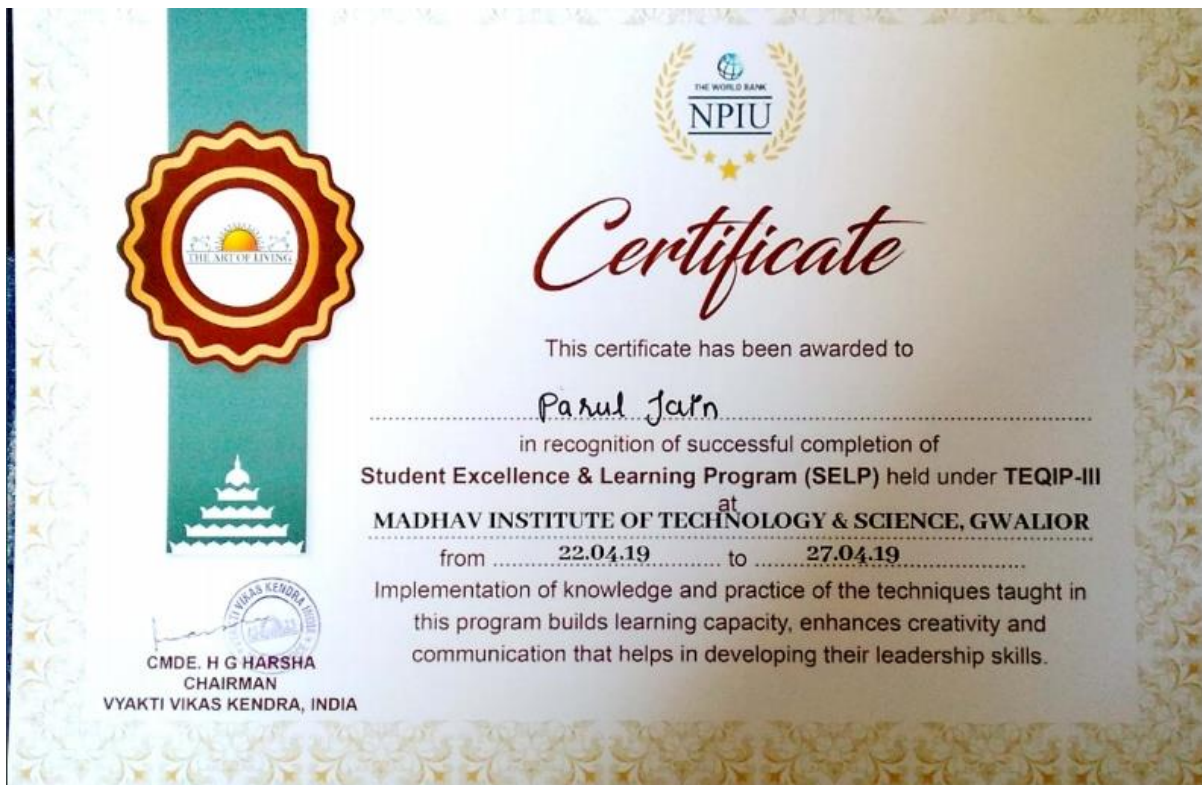 THE WORLD BANK
NPIU
THE ART OF LIVING
Certificate
This certificate has been awarded to
Parul Jain
in recognition of successful completion of
Student Excellence & Learning Program (SELP) held under TEQIP-III
at
MADHAV INSTITUTE OF TECHNOLOGY & SCIENCE, GWALIOR
from 22.04.19 to 27.04.19
Implementation of knowledge and practice of the techniques taught in
this program builds learning capacity, enhances creativity and
communication that helps in developing their leadership skills.
VYAKTI VIKAS KENDRA INDIA
CMDE. H G HARSHA
CHAIRMAN
VYAKTI VIKAS KENDRA, INDIA